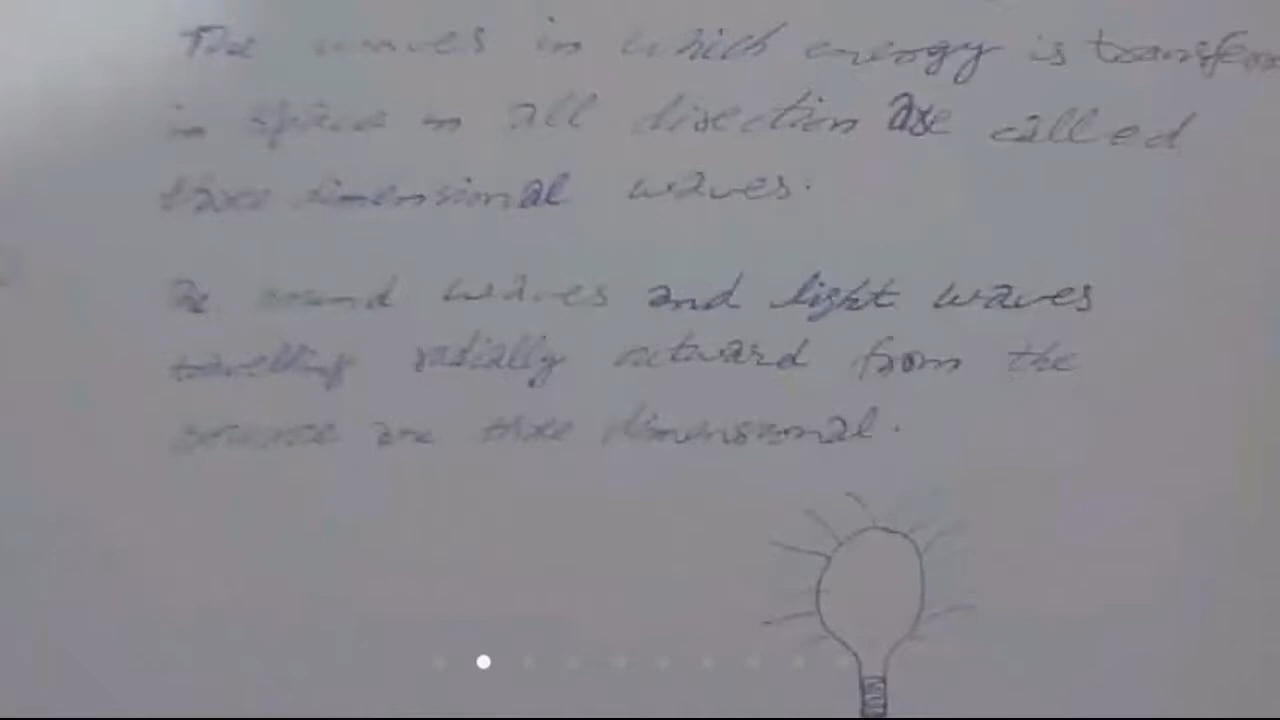 The waves in which energy is transfer
in space in all direction are called
three dimensional waves.
sound waves and light waves
travelling radially outward from the
source are three dimensional.